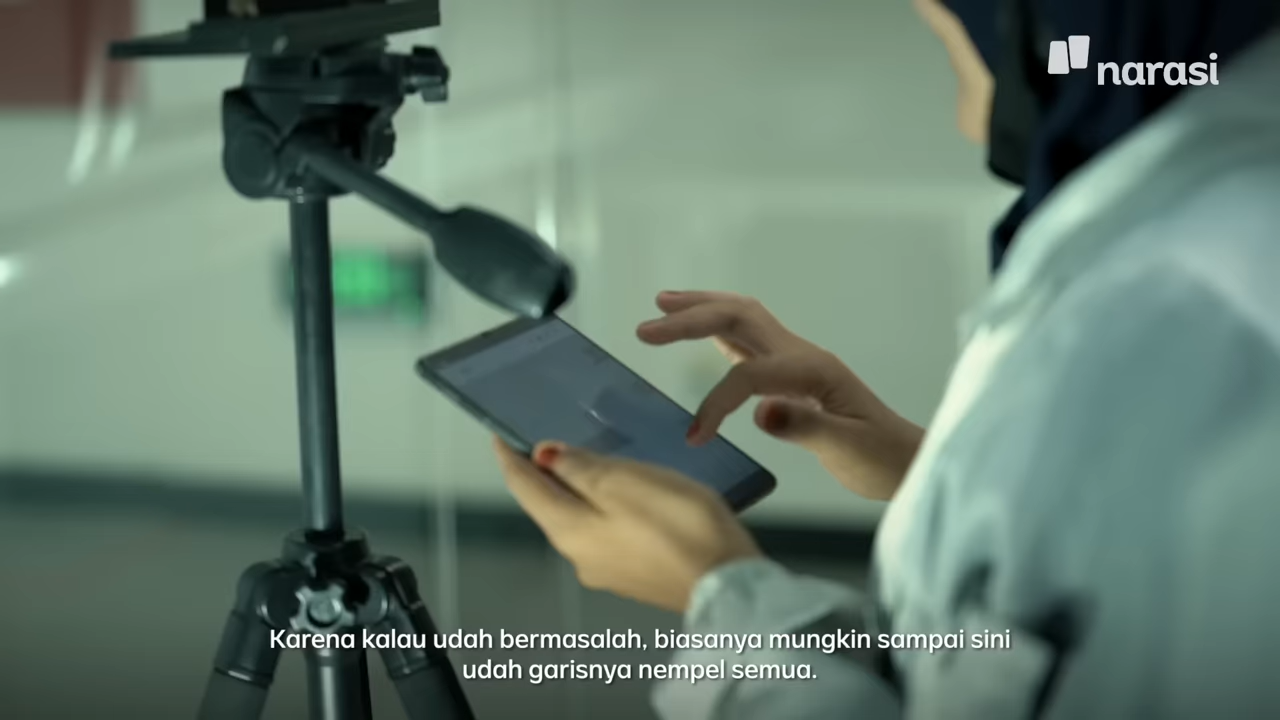 narasi
Karena kalau udah bermasalah, biasanya mungkin sampai sini
udah garisnya nempel semua.